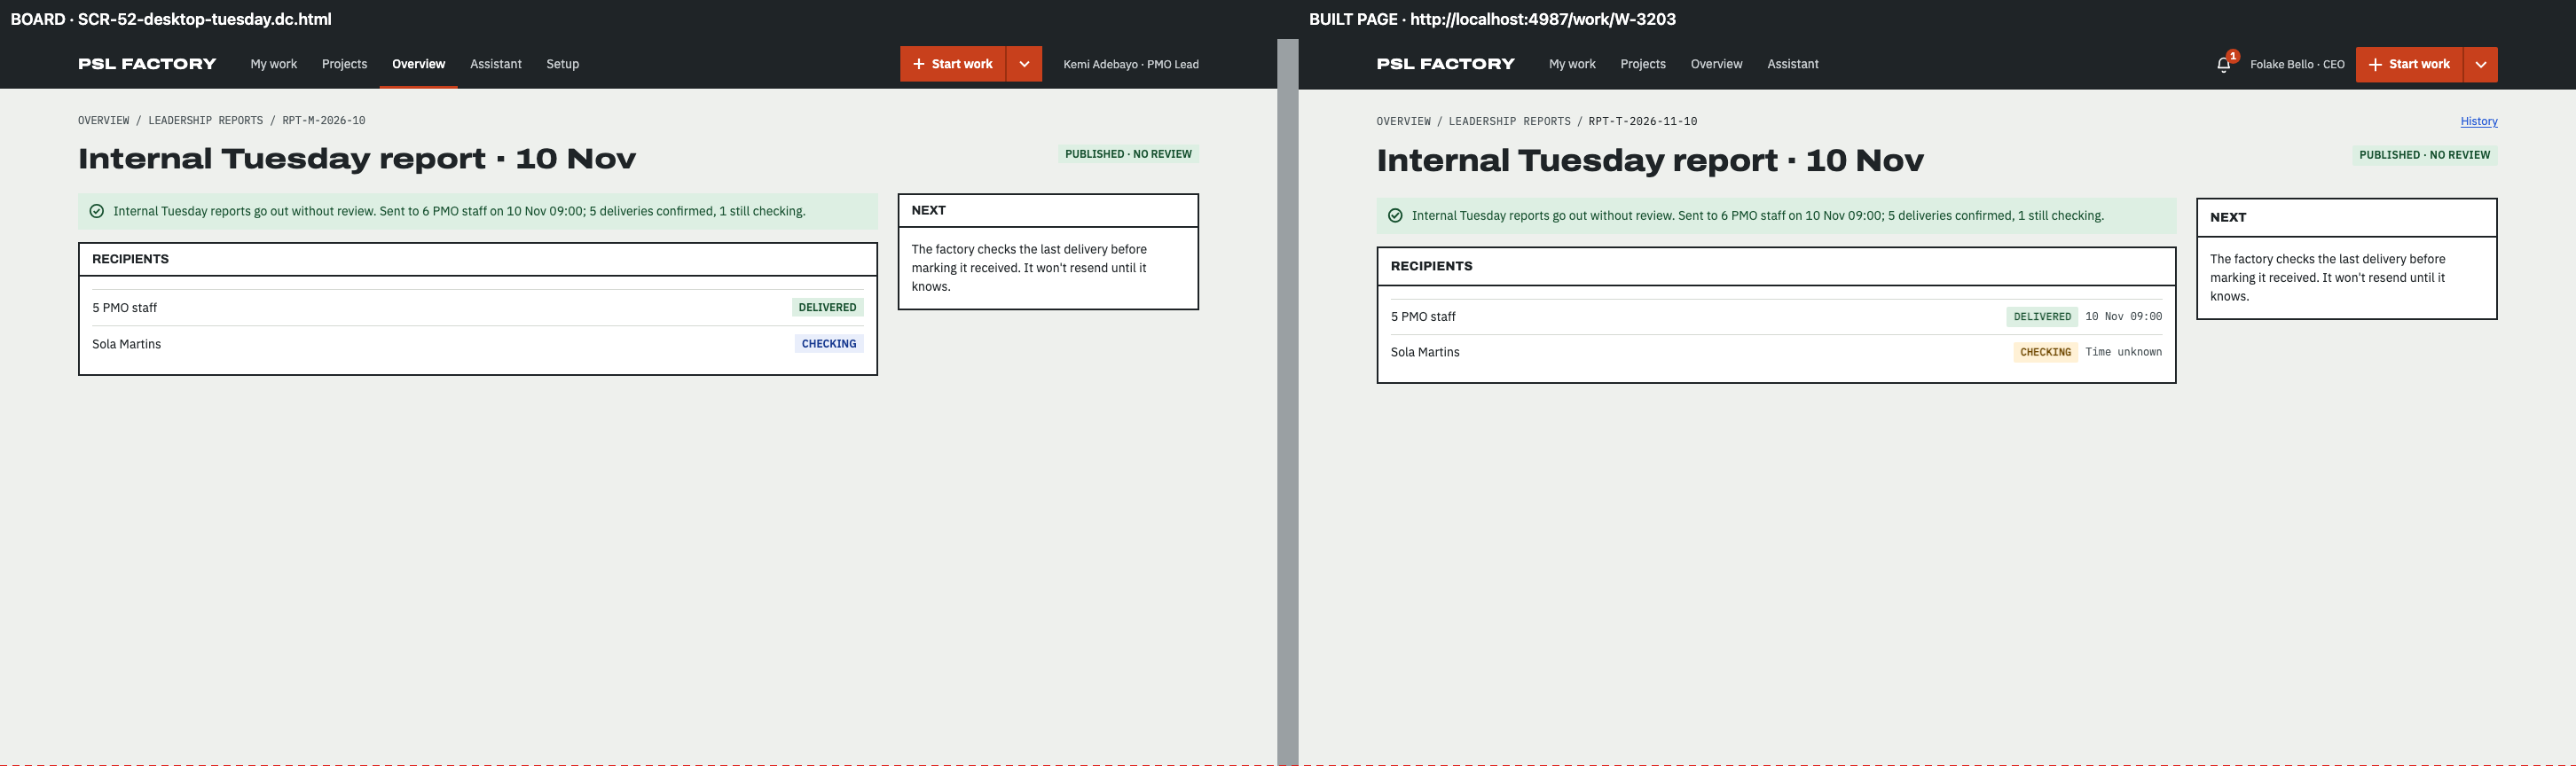 BOARD · SCR-52-desktop-tuesday.dc.html
PSL FACTORY My work Projects Overview Assistant Setup + Start work Kemi Adebayo · PMO Lead
OVERVIEW / LEADERSHIP REPORTS / RPT-M-2026-10
Internal Tuesday report · 10 Nov
PUBLISHED · NO REVIEW
Internal Tuesday reports go out without review. Sent to 6 PMO staff on 10 Nov 09:00; 5 deliveries confirmed, 1 still checking.
RECIPIENTS
5 PMO staff DELIVERED
Sola Martins CHECKING
NEXT
The factory checks the last delivery before
marking it received. It won't resend until it
knows.
BUILT PAGE · http://localhost:4987/work/W-3203
PSL FACTORY My work Projects Overview Assistant 1 Folake Bello · CEO + Start work
OVERVIEW / LEADERSHIP REPORTS / RPT-T-2026-11-10 History
Internal Tuesday report · 10 Nov
PUBLISHED · NO REVIEW
Internal Tuesday reports go out without review. Sent to 6 PMO staff on 10 Nov 09:00; 5 deliveries confirmed, 1 still checking.
RECIPIENTS
5 PMO staff DELIVERED 10 Nov 09:00
Sola Martins CHECKING Time unknown
NEXT
The factory checks the last delivery before
marking it received. It won't resend until it
knows.